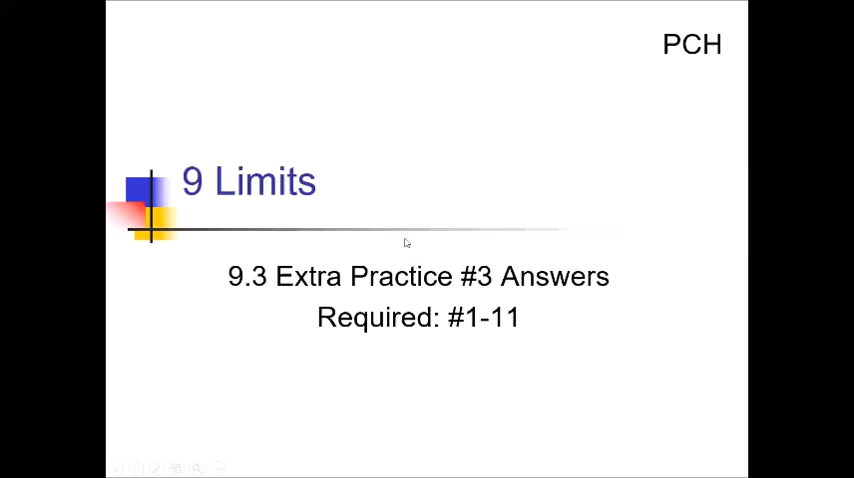 PCH
9 Limits
9.3 Extra Practice #3 Answers
Required: #1-11